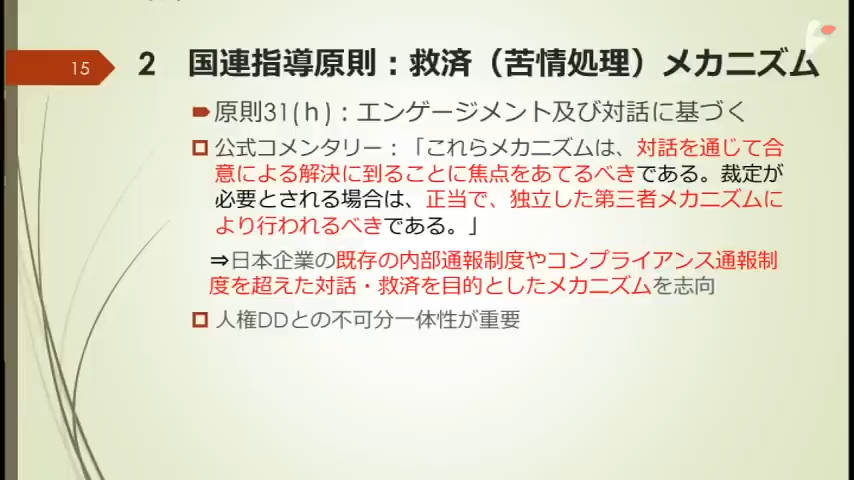 15
2 国連指導原則：救済（苦情処理）メカニズム
原則31(ｈ)：エンゲージメント及び対話に基づく
公式コメンタリー：「これらメカニズムは、対話を通じて合
意による解決に到ることに焦点をあてるべきである。裁定が
必要とされる場合は、正当で、独立した第三者メカニズムに
より行われるべきである。」
⇒日本企業の既存の内部通報制度やコンプライアンス通報制
度を超えた対話・救済を目的としたメカニズムを志向
人権DDとの不可分一体性が重要